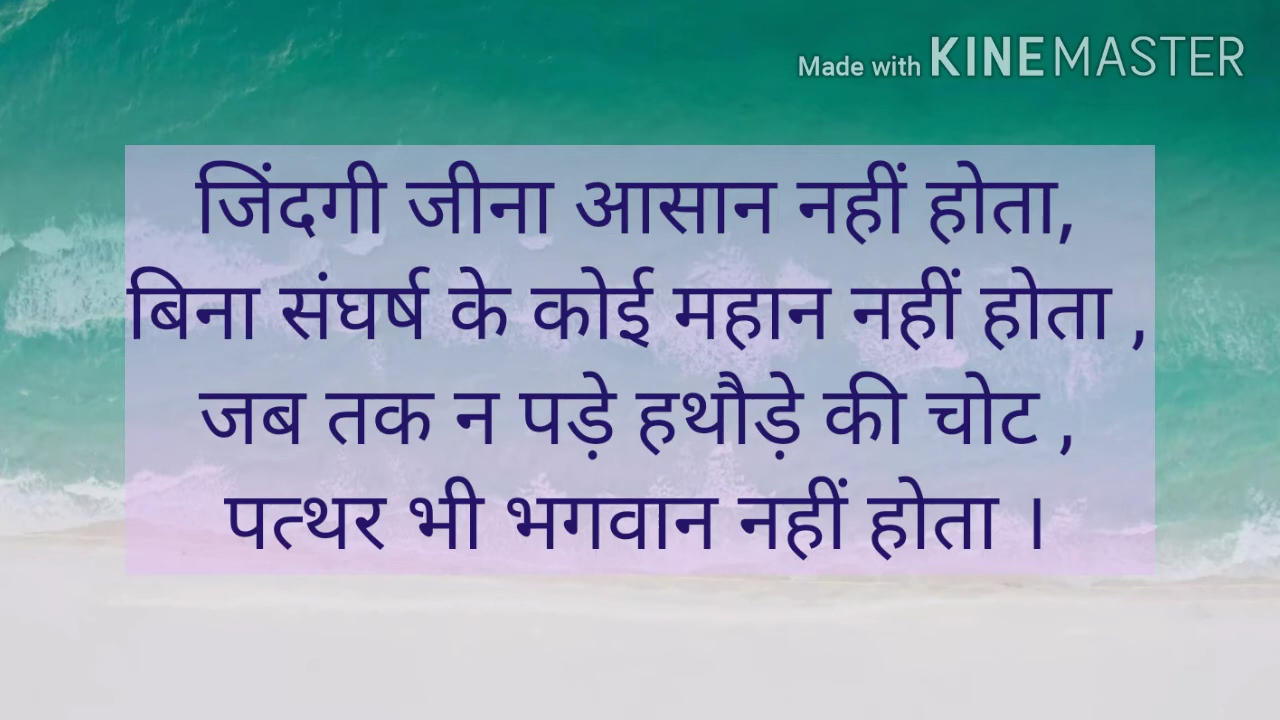 Made with KINEMASTER
जिंदगी जीना आसान नहीं होता,
बिना संघर्ष के कोई महान नहीं होता ,
जब तक न पड़े हथौड़े की चोट ,
पत्थर भी भगवान नहीं होता ।